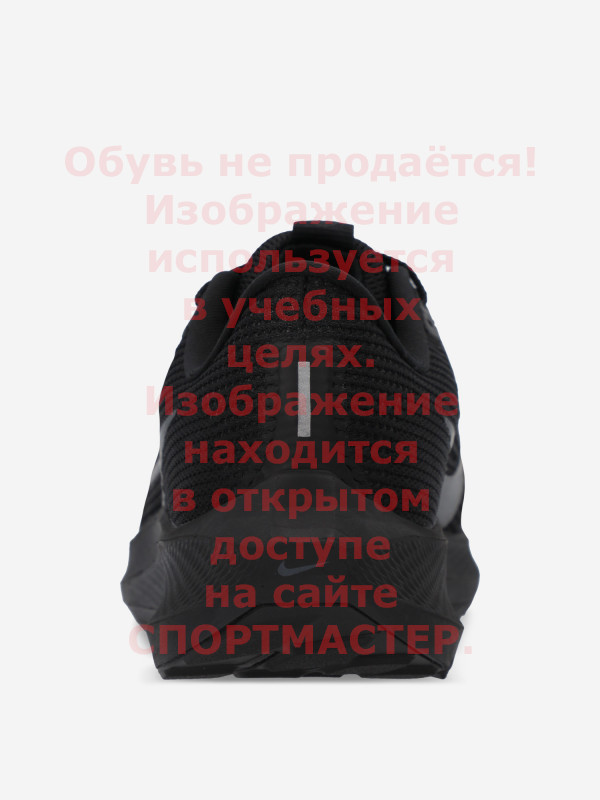 Обувь не продаётся!
Изображение
используется
в учебных
целях.
Изображение
находится
в открытом
доступе
на сайте
СПОРТМАСТЕР.